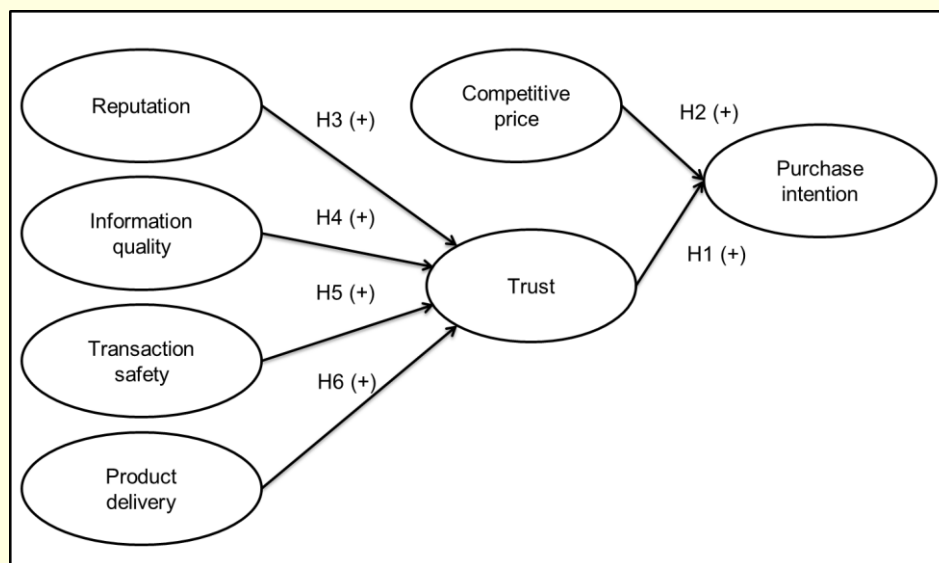 Reputation
H3 (+)
Competitive
price
H2 (+)
Purchase
intention
Information
quality
H4 (+)
H1 (+)
Trust
H5 (+)
Transaction
safety
H6 (+)
Product
delivery